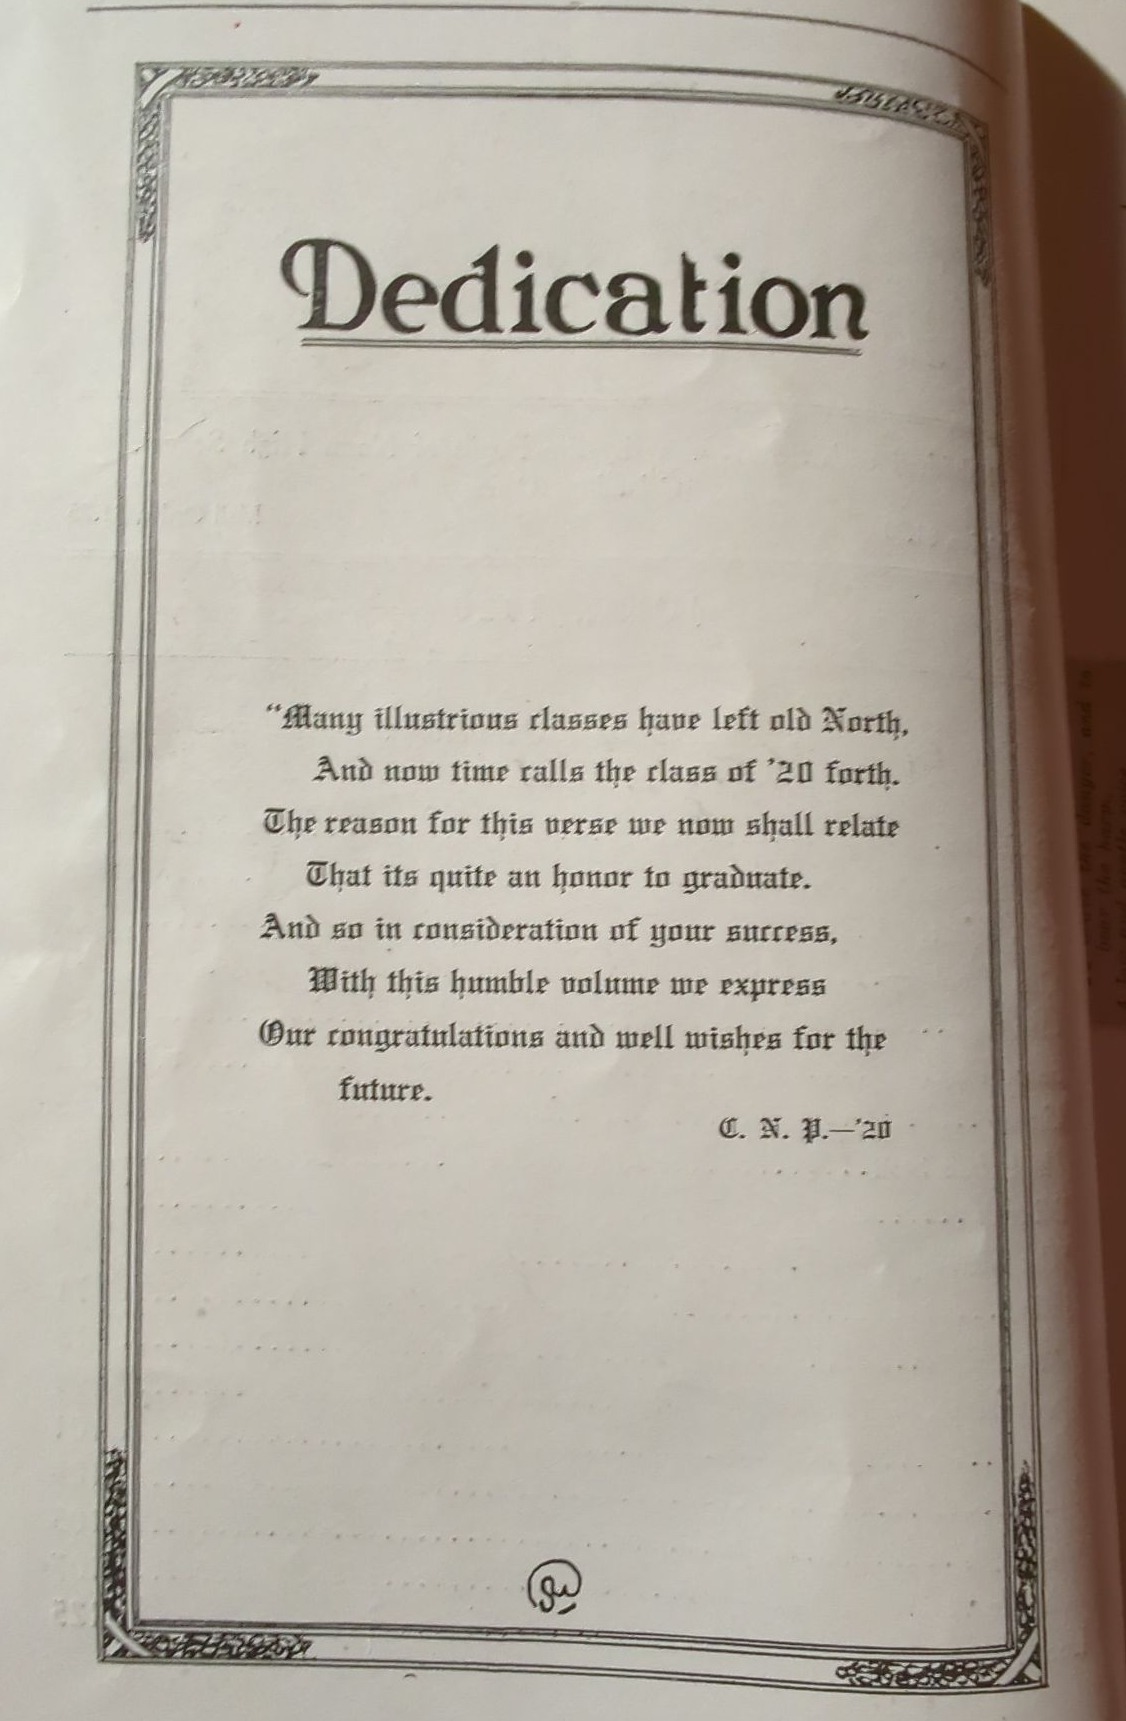 Dedication
"Many illustrious classes have left old North,
And now time calls the class of '20 forth.
The reason for this verse we now shall relate
That its quite an honor to graduate.
And so in consideration of your success,
With this humble volume we express
Our congratulations and well wishes for the
future.
C. N. P.—'20